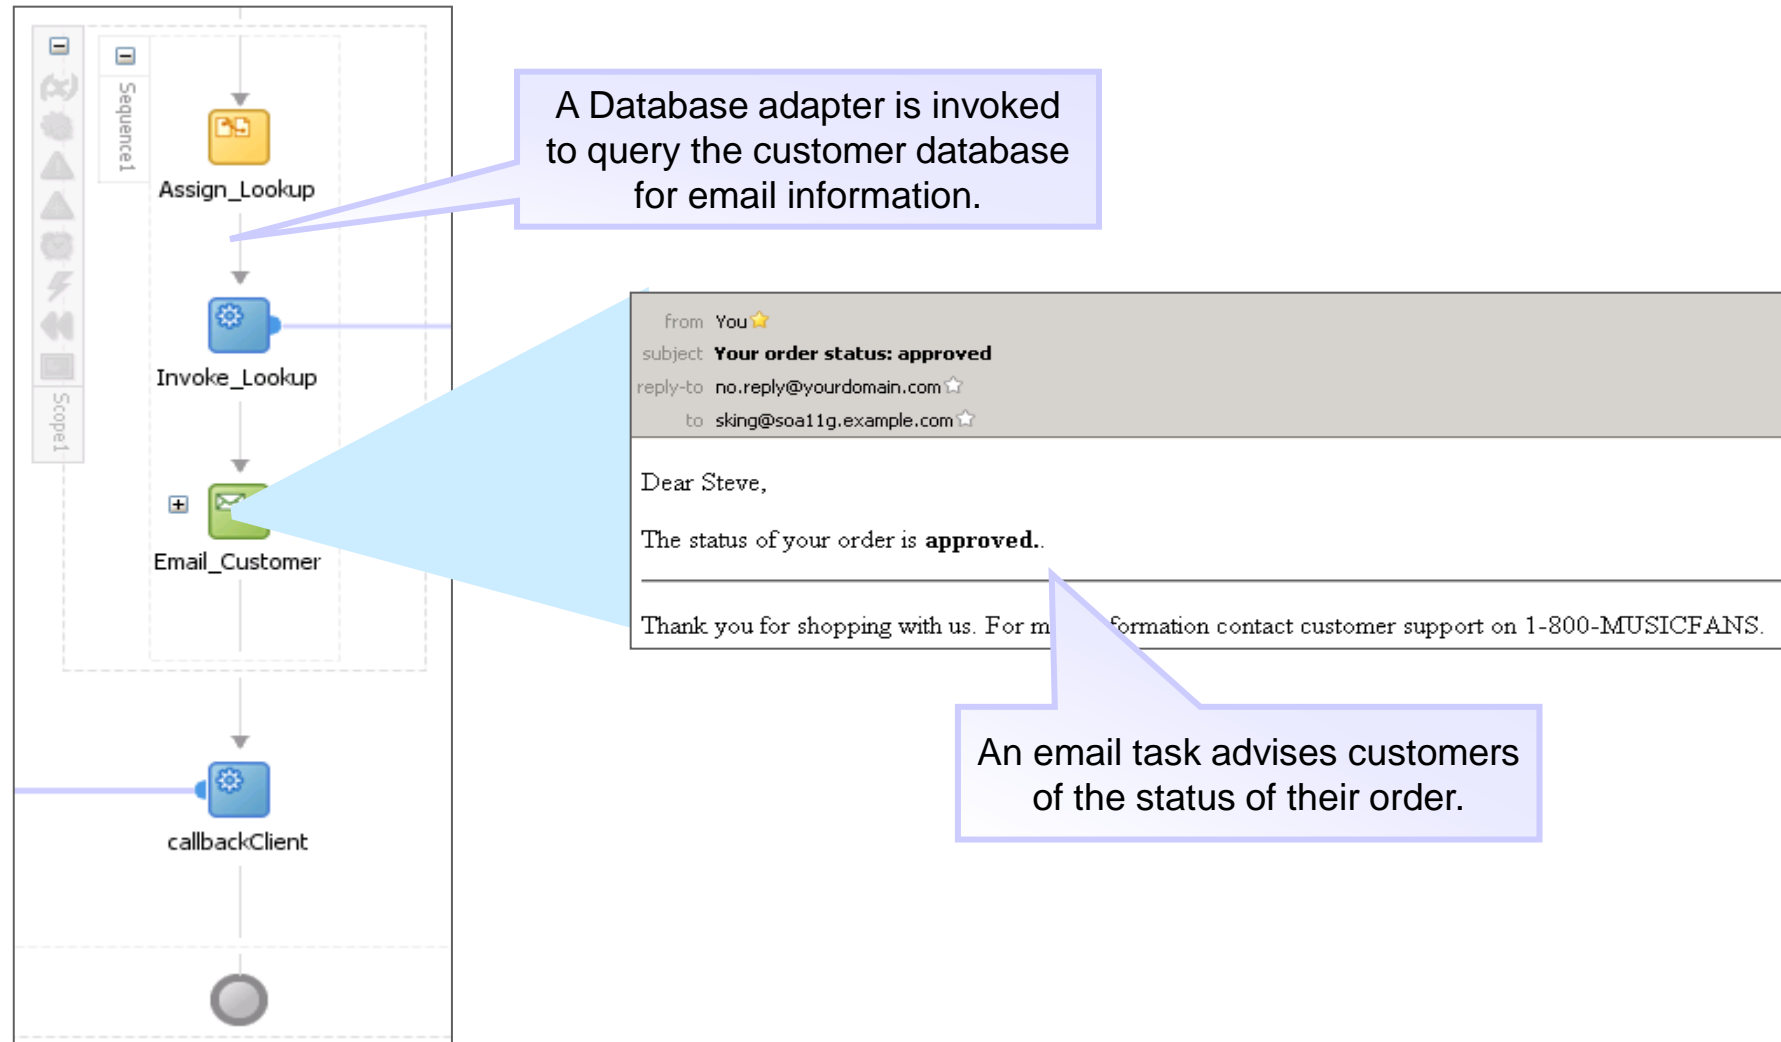 Sequence1
Scope1
Assign_Lookup
Invoke_Lookup
Email_Customer
callbackClient
A Database adapter is invoked
to query the customer database
for email information.
from You
subject Your order status: approved
reply-to no.reply@yourdomain.com
to sking@soa11g.example.com
Dear Steve,
The status of your order is approved..
Thank you for shopping with us. For m formation contact customer support on 1-800-MUSICFANS.
An email task advises customers
of the status of their order.